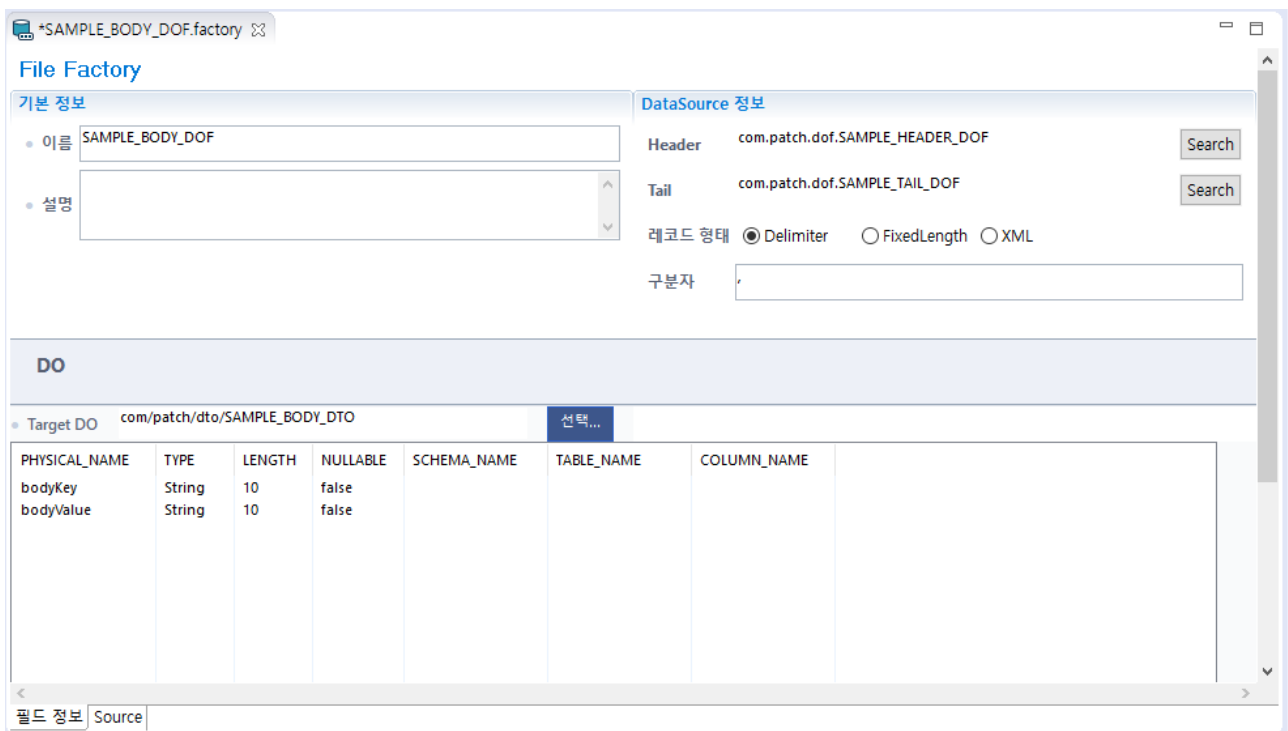 *SAMPLE_BODY_DOF.factory
File Factory
기본 정보
이름 SAMPLE_BODY_DOF
설명
DataSource 정보
Header com.patch.dof.SAMPLE_HEADER_DOF Search
Tail com.patch.dof.SAMPLE_TAIL_DOF Search
레코드 형태 Delimiter FixedLength XML
구분자 ,
DO
Target DO com/patch/dto/SAMPLE_BODY_DTO 선택...
PHYSICAL_NAME TYPE LENGTH NULLABLE SCHEMA_NAME TABLE_NAME COLUMN_NAME
bodyKey String 10 false
bodyValue String 10 false
필드 정보 Source